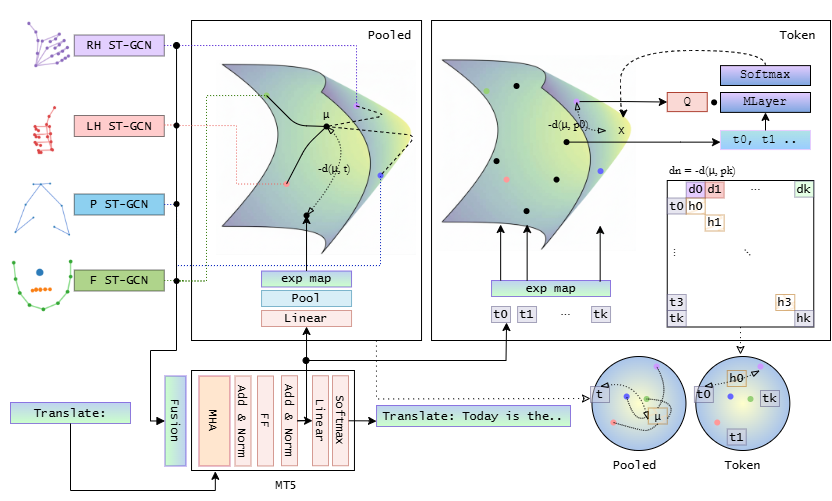 RH ST-GCN
LH ST-GCN
P ST-GCN
F ST-GCN
Pooled
μ
-d(μ, t)
exp map
Pool
Linear
Token
-d(μ, p0)
x
Softmax
Q
MLayer
t0, t1 ..
dn = -d(μ, pk)
d0 d1 ... dk
t0 h0
h1
t3 h3
tk hk
exp map
t0 t1 ... tk
Translate:
Fusion
MHA
Add & Norm
FF
Add & Norm
Linear
Softmax
MT5
Translate: Today is the..
t
μ
Pooled
h0
t0
tk
t1
Token